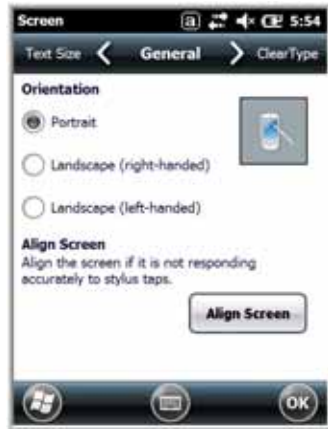 Screen a 5:54
Text Size General ClearType
Orientation
Portrait
Landscape (right-handed)
Landscape (left-handed)
Align Screen
Align the screen if it is not responding
accurately to stylus taps.
Align Screen
OK